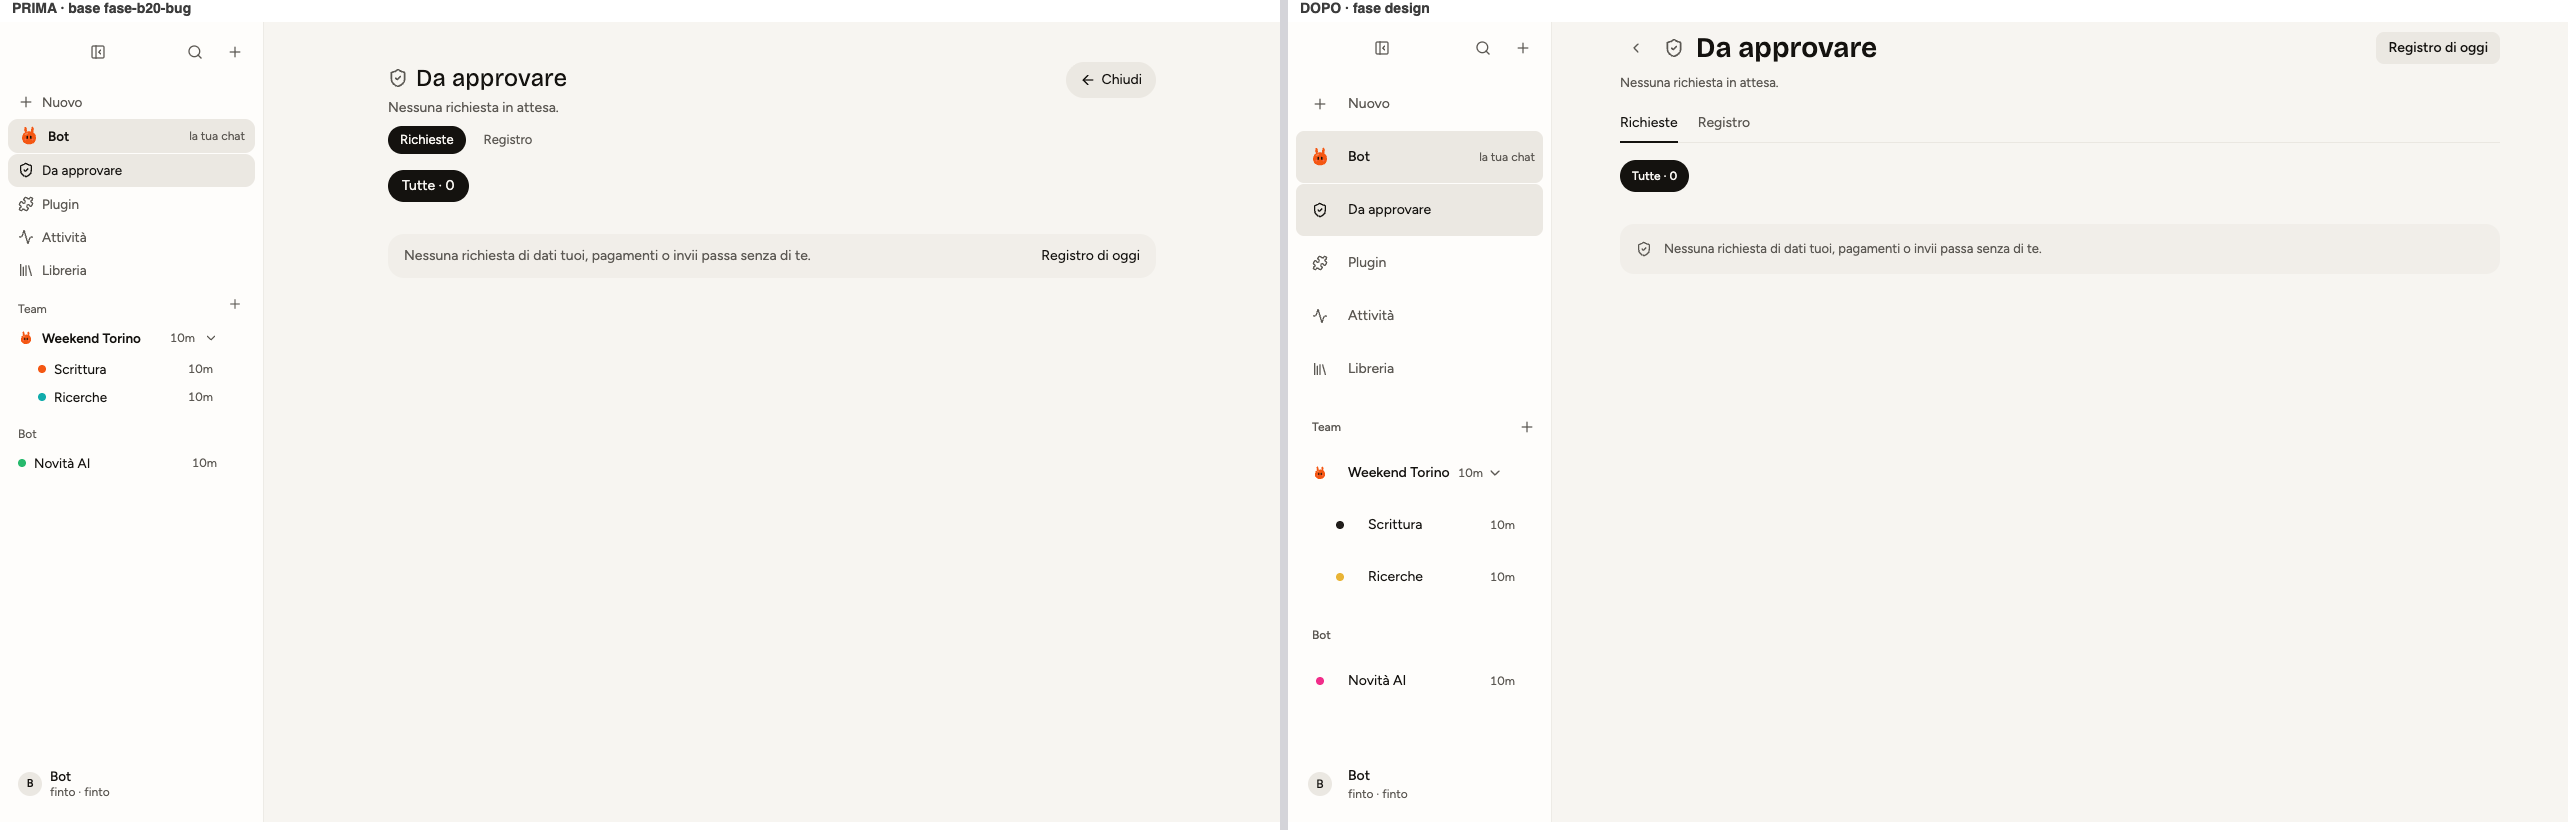 PRIMA · base fase-b20-bug
Nuovo
Bot la tua chat
Da approvare
Plugin
Attività
Libreria
Team
Weekend Torino 10m
Scrittura 10m
Ricerche 10m
Bot
Novità AI 10m
B Bot
finto · finto
Da approvare
Chiudi
Nessuna richiesta in attesa.
Richieste Registro
Tutte · 0
Nessuna richiesta di dati tuoi, pagamenti o invii passa senza di te. Registro di oggi
DOPO · fase design
Nuovo
Bot la tua chat
Da approvare
Plugin
Attività
Libreria
Team
Weekend Torino 10m
Scrittura 10m
Ricerche 10m
Bot
Novità AI 10m
B Bot
finto · finto
Da approvare
Registro di oggi
Nessuna richiesta in attesa.
Richieste Registro
Tutte · 0
Nessuna richiesta di dati tuoi, pagamenti o invii passa senza di te.